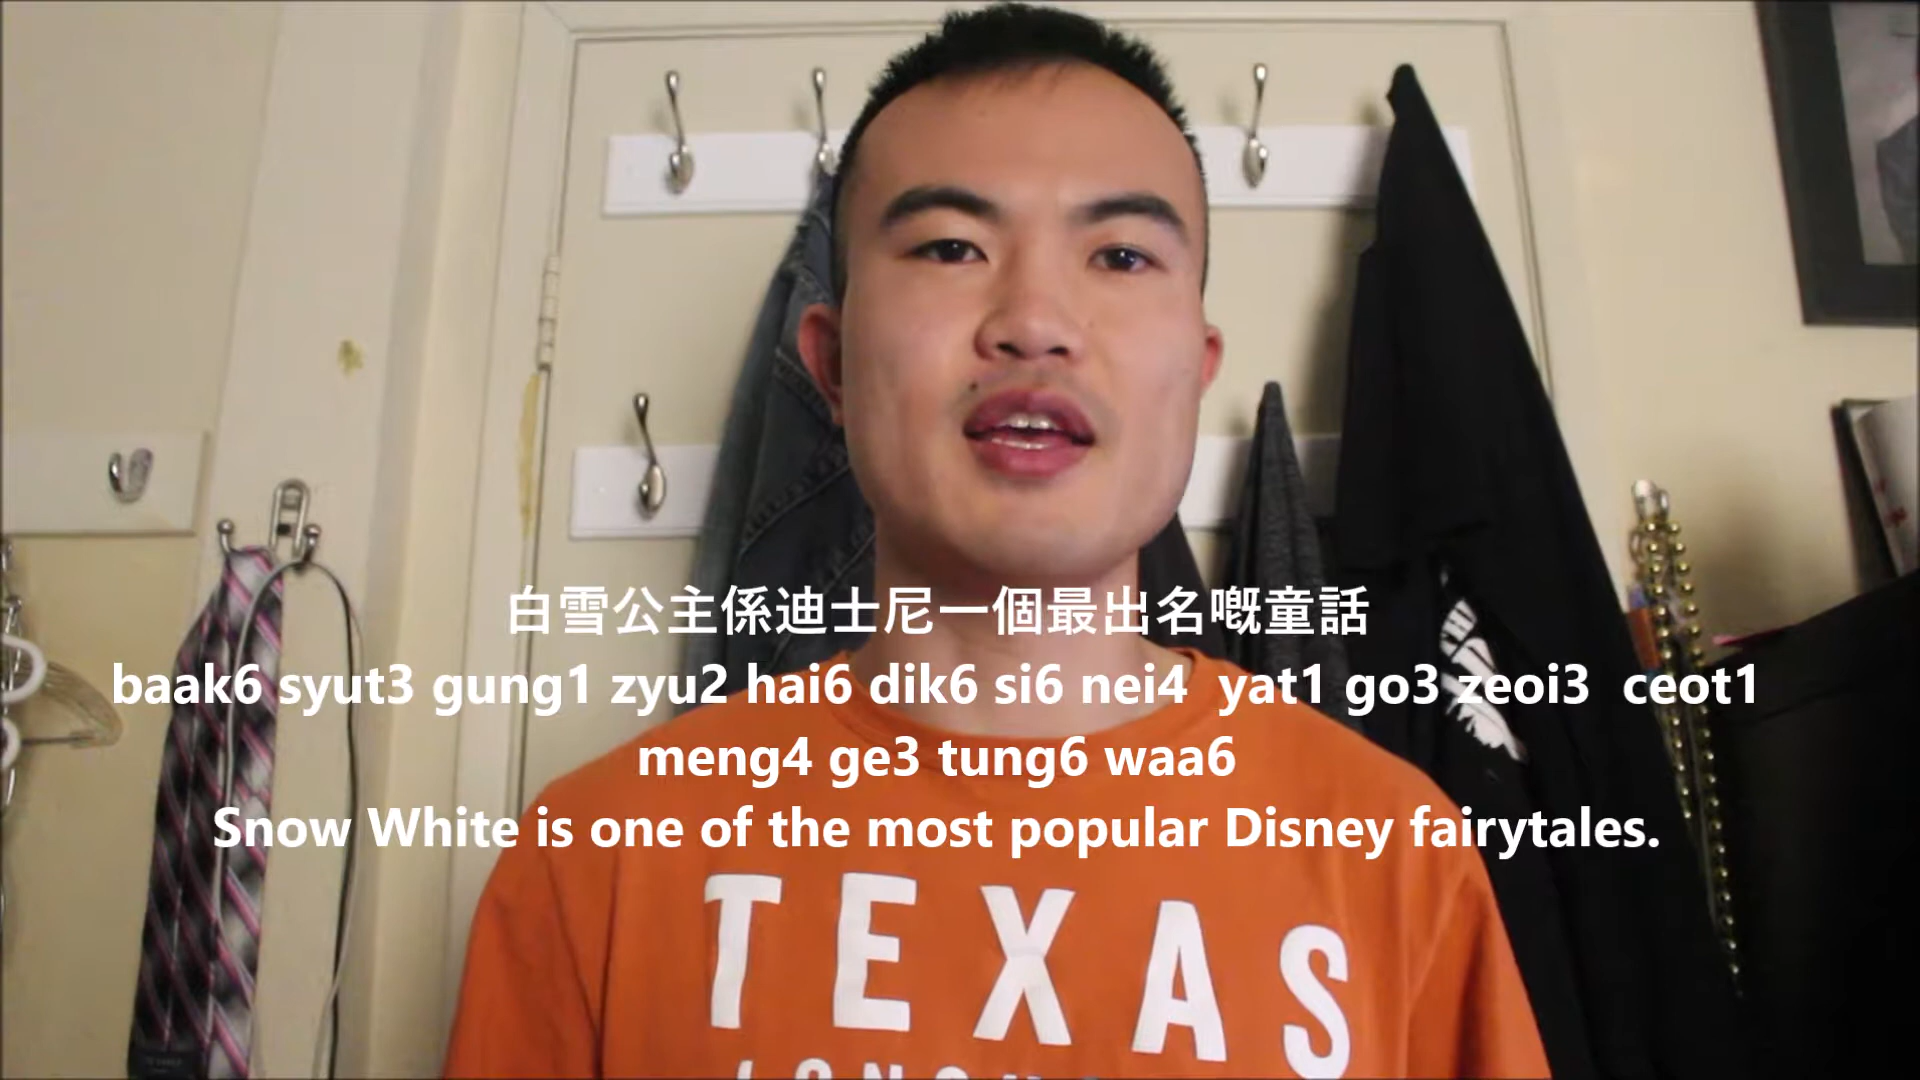 白雪公主係迪士尼一個最出名嘅童話
baak6 syut3 gung1 zyu2 hai6 dik6 si6 nei4  yat1 go3 zeoi3  ceot1
meng4 ge3 tung6 waa6
Snow White is one of the most popular Disney fairytales.
TEXAS